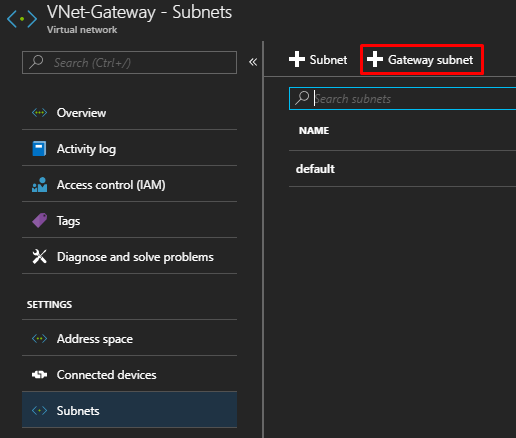 VNet-Gateway - Subnets
Virtual network
Search (Ctrl+/)
«
Overview
Activity log
Access control (IAM)
Tags
Diagnose and solve problems
SETTINGS
Address space
Connected devices
Subnets
+ Subnet
+ Gateway subnet
Search subnets
NAME
default